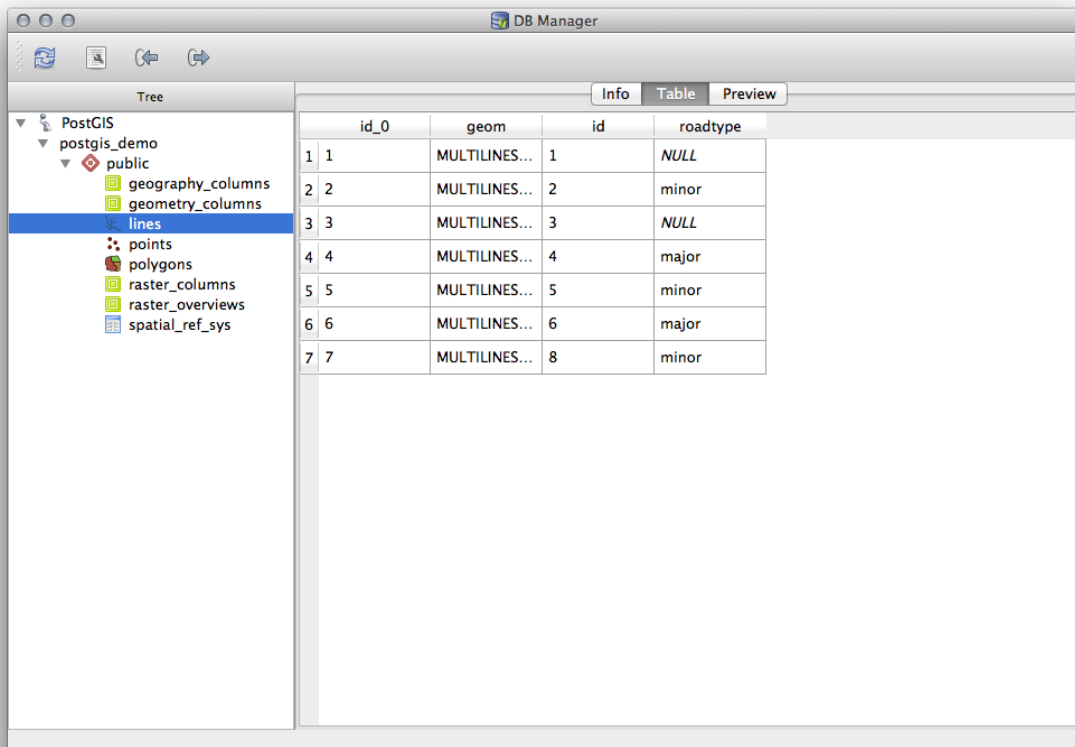 DB Manager
Tree
Info Table Preview
PostGIS
postgis_demo
public
geography_columns
geometry_columns
lines
points
polygons
raster_columns
raster_overviews
spatial_ref_sys
id_0 geom id roadtype
1 1 MULTILINES... 1 NULL
2 2 MULTILINES... 2 minor
3 3 MULTILINES... 3 NULL
4 4 MULTILINES... 4 major
5 5 MULTILINES... 5 minor
6 6 MULTILINES... 6 major
7 7 MULTILINES... 8 minor